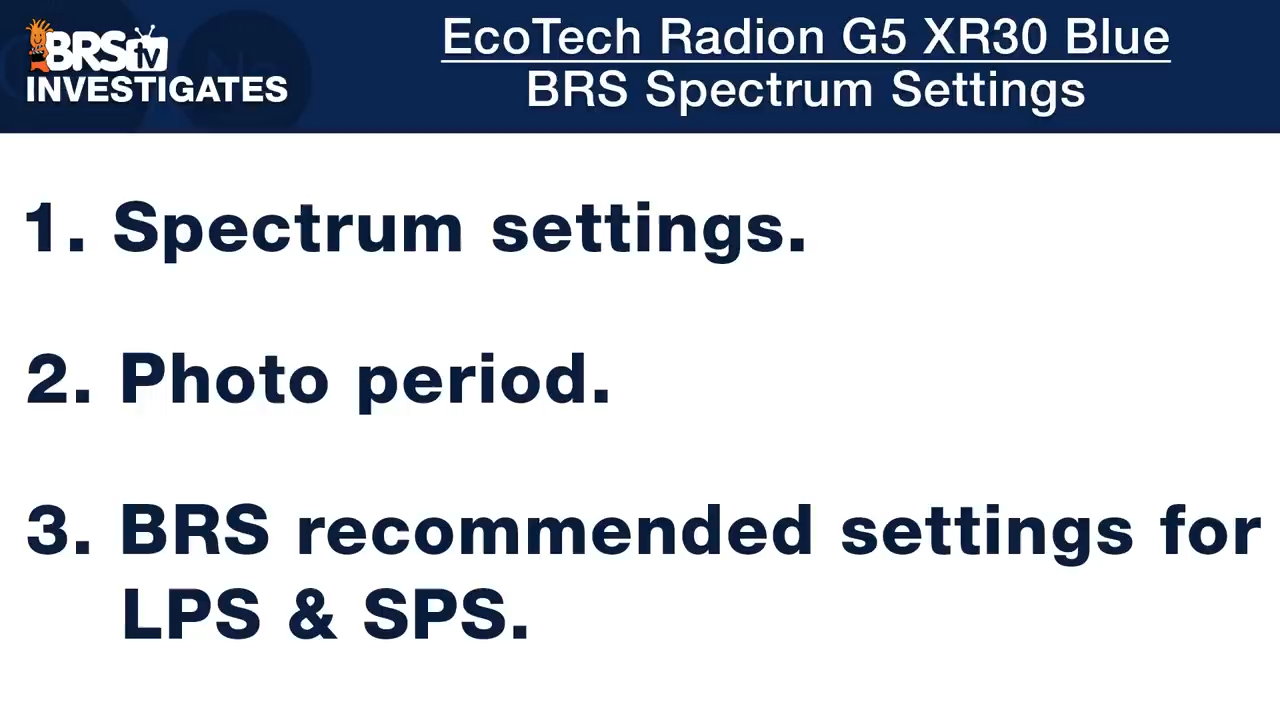 BRStv
INVESTIGATES
EcoTech Radion G5 XR30 Blue
BRS Spectrum Settings
1. Spectrum settings.
2. Photo period.
3. BRS recommended settings for
LPS & SPS.